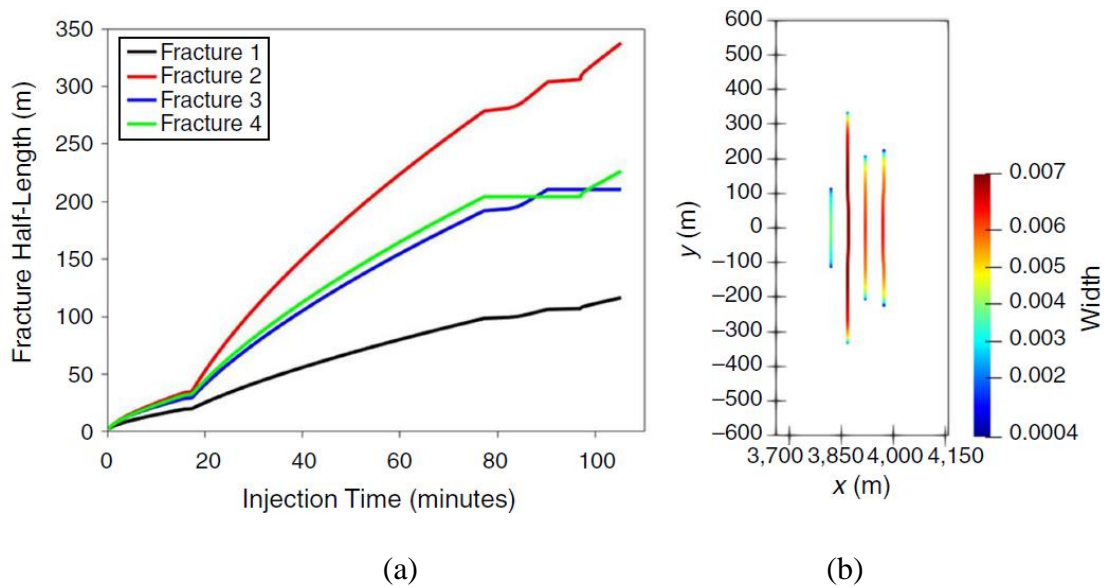 350
300
250
200
150
100
50
0
Fracture Half-Length (m)
Fracture 1
Fracture 2
Fracture 3
Fracture 4
0 20 40 60 80 100
Injection Time (minutes)
(a)
600
500
400
300
200
100
0
−100
−200
−300
−400
−500
−600
y (m)
3,700 3,850 4,000 4,150
x (m)
0.007
0.006
0.005
0.004
0.003
0.002
0.0004
Width
(b)